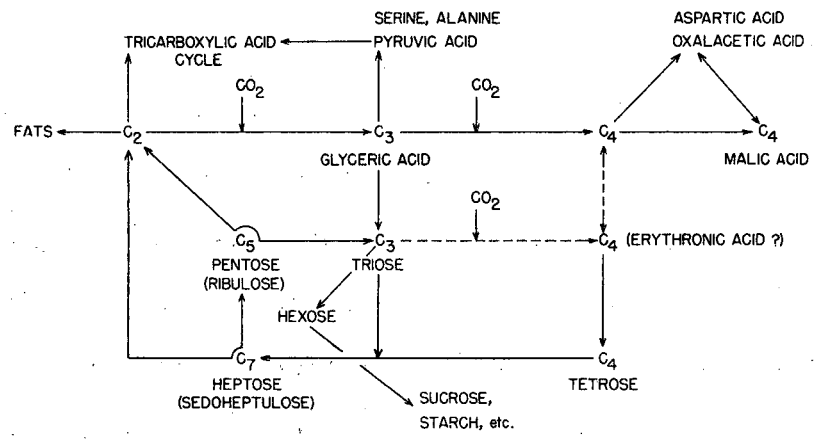 SERINE, ALANINE
ASPARTIC ACID
TRICARBOXYLIC ACID
PYRUVIC ACID
OXALACETIC ACID
CYCLE
CO2
CO2
FATS
C2
C3
C4
C4
GLYCERIC ACID
MALIC ACID
CO2
C5
C3
C4 (ERYTHRONIC ACID ?)
PENTOSE
TRIOSE
(RIBULOSE)
HEXOSE
C7
C4
HEPTOSE
TETROSE
(SEDOHEPTULOSE)
SUCROSE,
STARCH, etc.